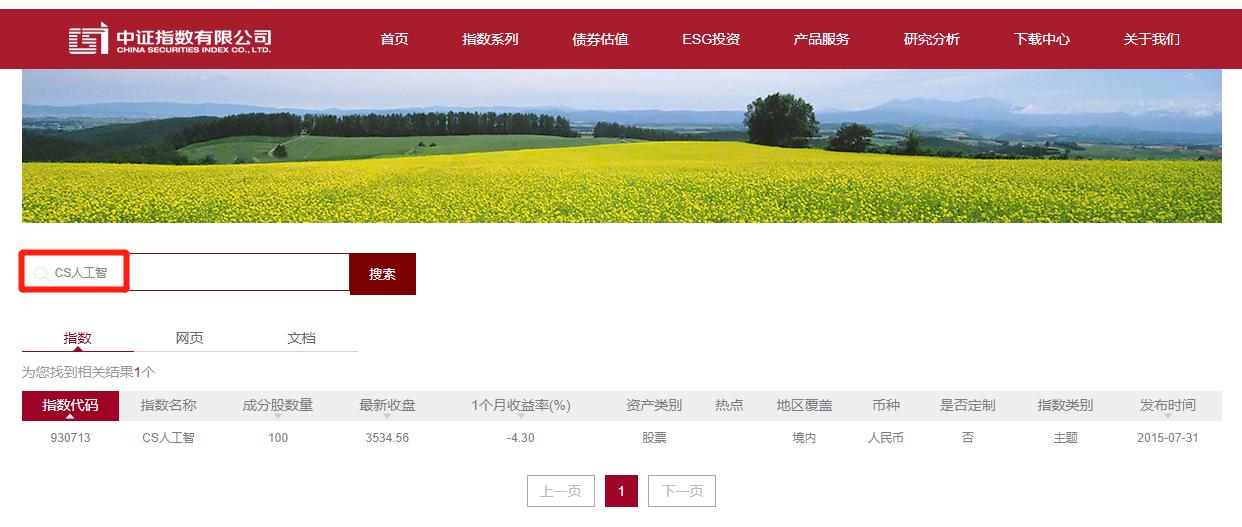 中证指数有限公司
CHINA SECURITIES INDEX CO., LTD.
首页 指数系列 债券估值 ESG投资 产品服务 研究分析 下载中心 关于我们
CS人工智 搜索
指数 网页 文档
为您找到相关结果1个
指数代码 指数名称 成分股数量 最新收盘 1个月收益率(%) 资产类别 热点 地区覆盖 币种 是否定制 指数类别 发布时间
930713 CS人工智 100 3534.56 -4.30 股票 境内 人民币 否 主题 2015-07-31
上一页 1 下一页